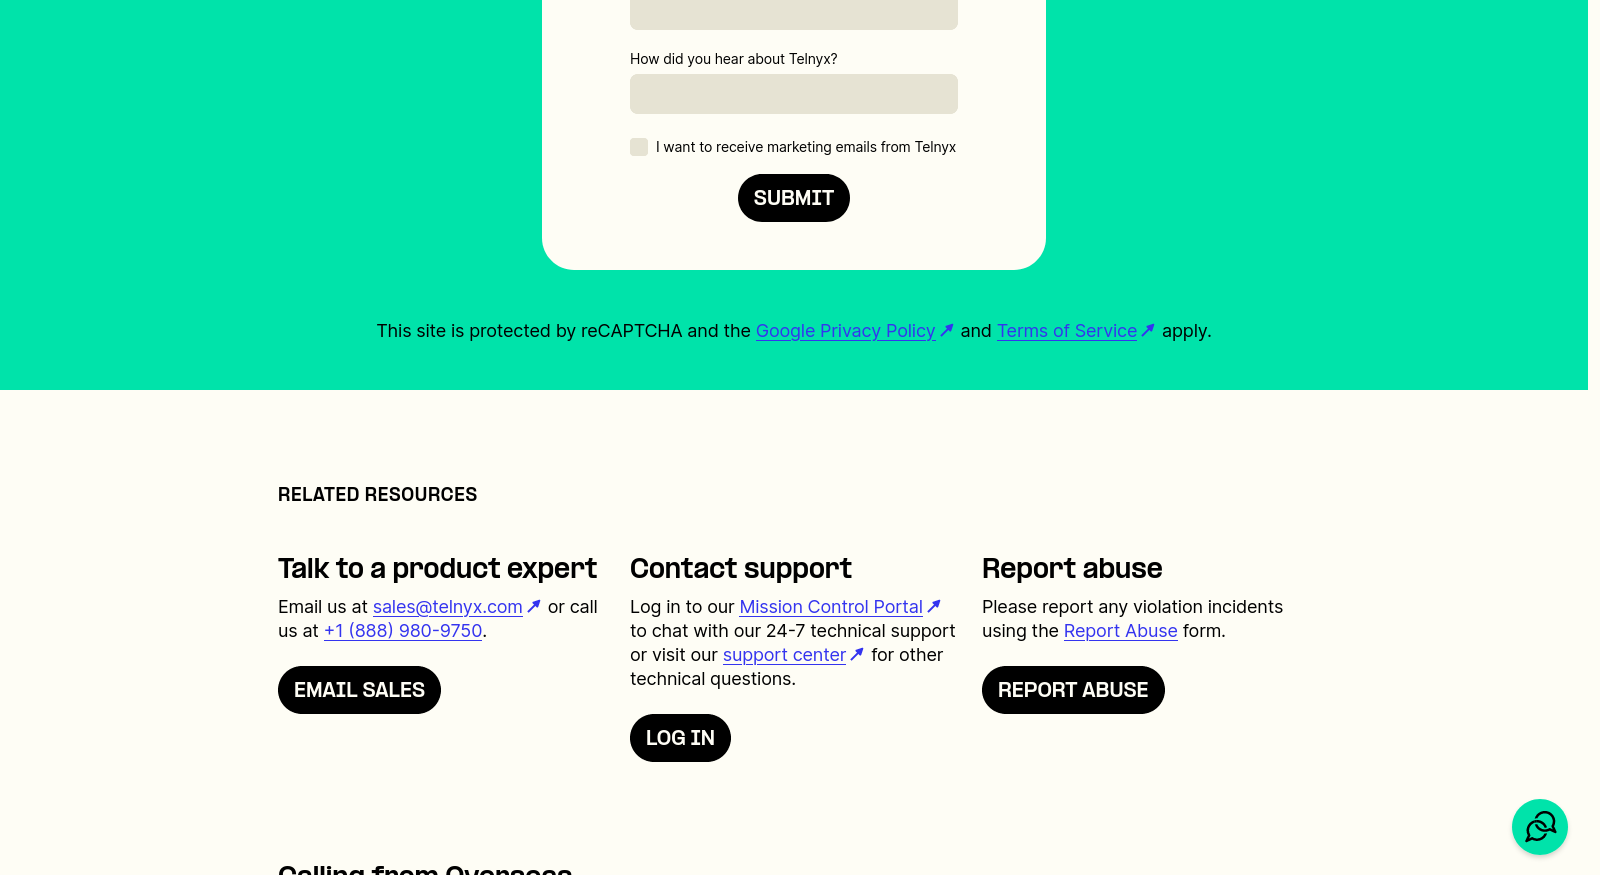 How did you hear about Telnyx?
I want to receive marketing emails from Telnyx
SUBMIT
This site is protected by reCAPTCHA and the Google Privacy Policy and Terms of Service apply.
RELATED RESOURCES
Talk to a product expert
Email us at sales@telnyx.com or call
us at +1 (888) 980-9750.
EMAIL SALES
Contact support
Log in to our Mission Control Portal
to chat with our 24-7 technical support
or visit our support center for other
technical questions.
LOG IN
Report abuse
Please report any violation incidents
using the Report Abuse form.
REPORT ABUSE
Calling from Overseas